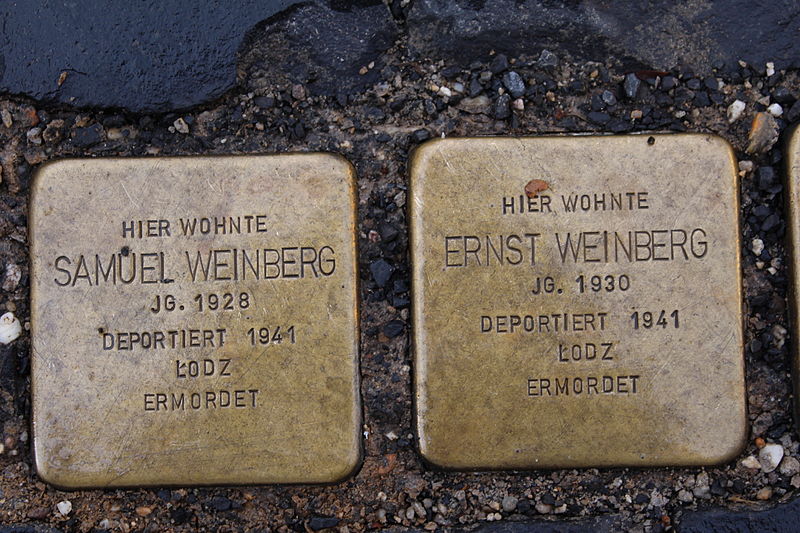 HIER WOHNTE
SAMUEL WEINBERG
JG. 1928
DEPORTIERT 1941
ŁODZ
ERMORDET
HIER WOHNTE
ERNST WEINBERG
JG. 1930
DEPORTIERT 1941
ŁODZ
ERMORDET